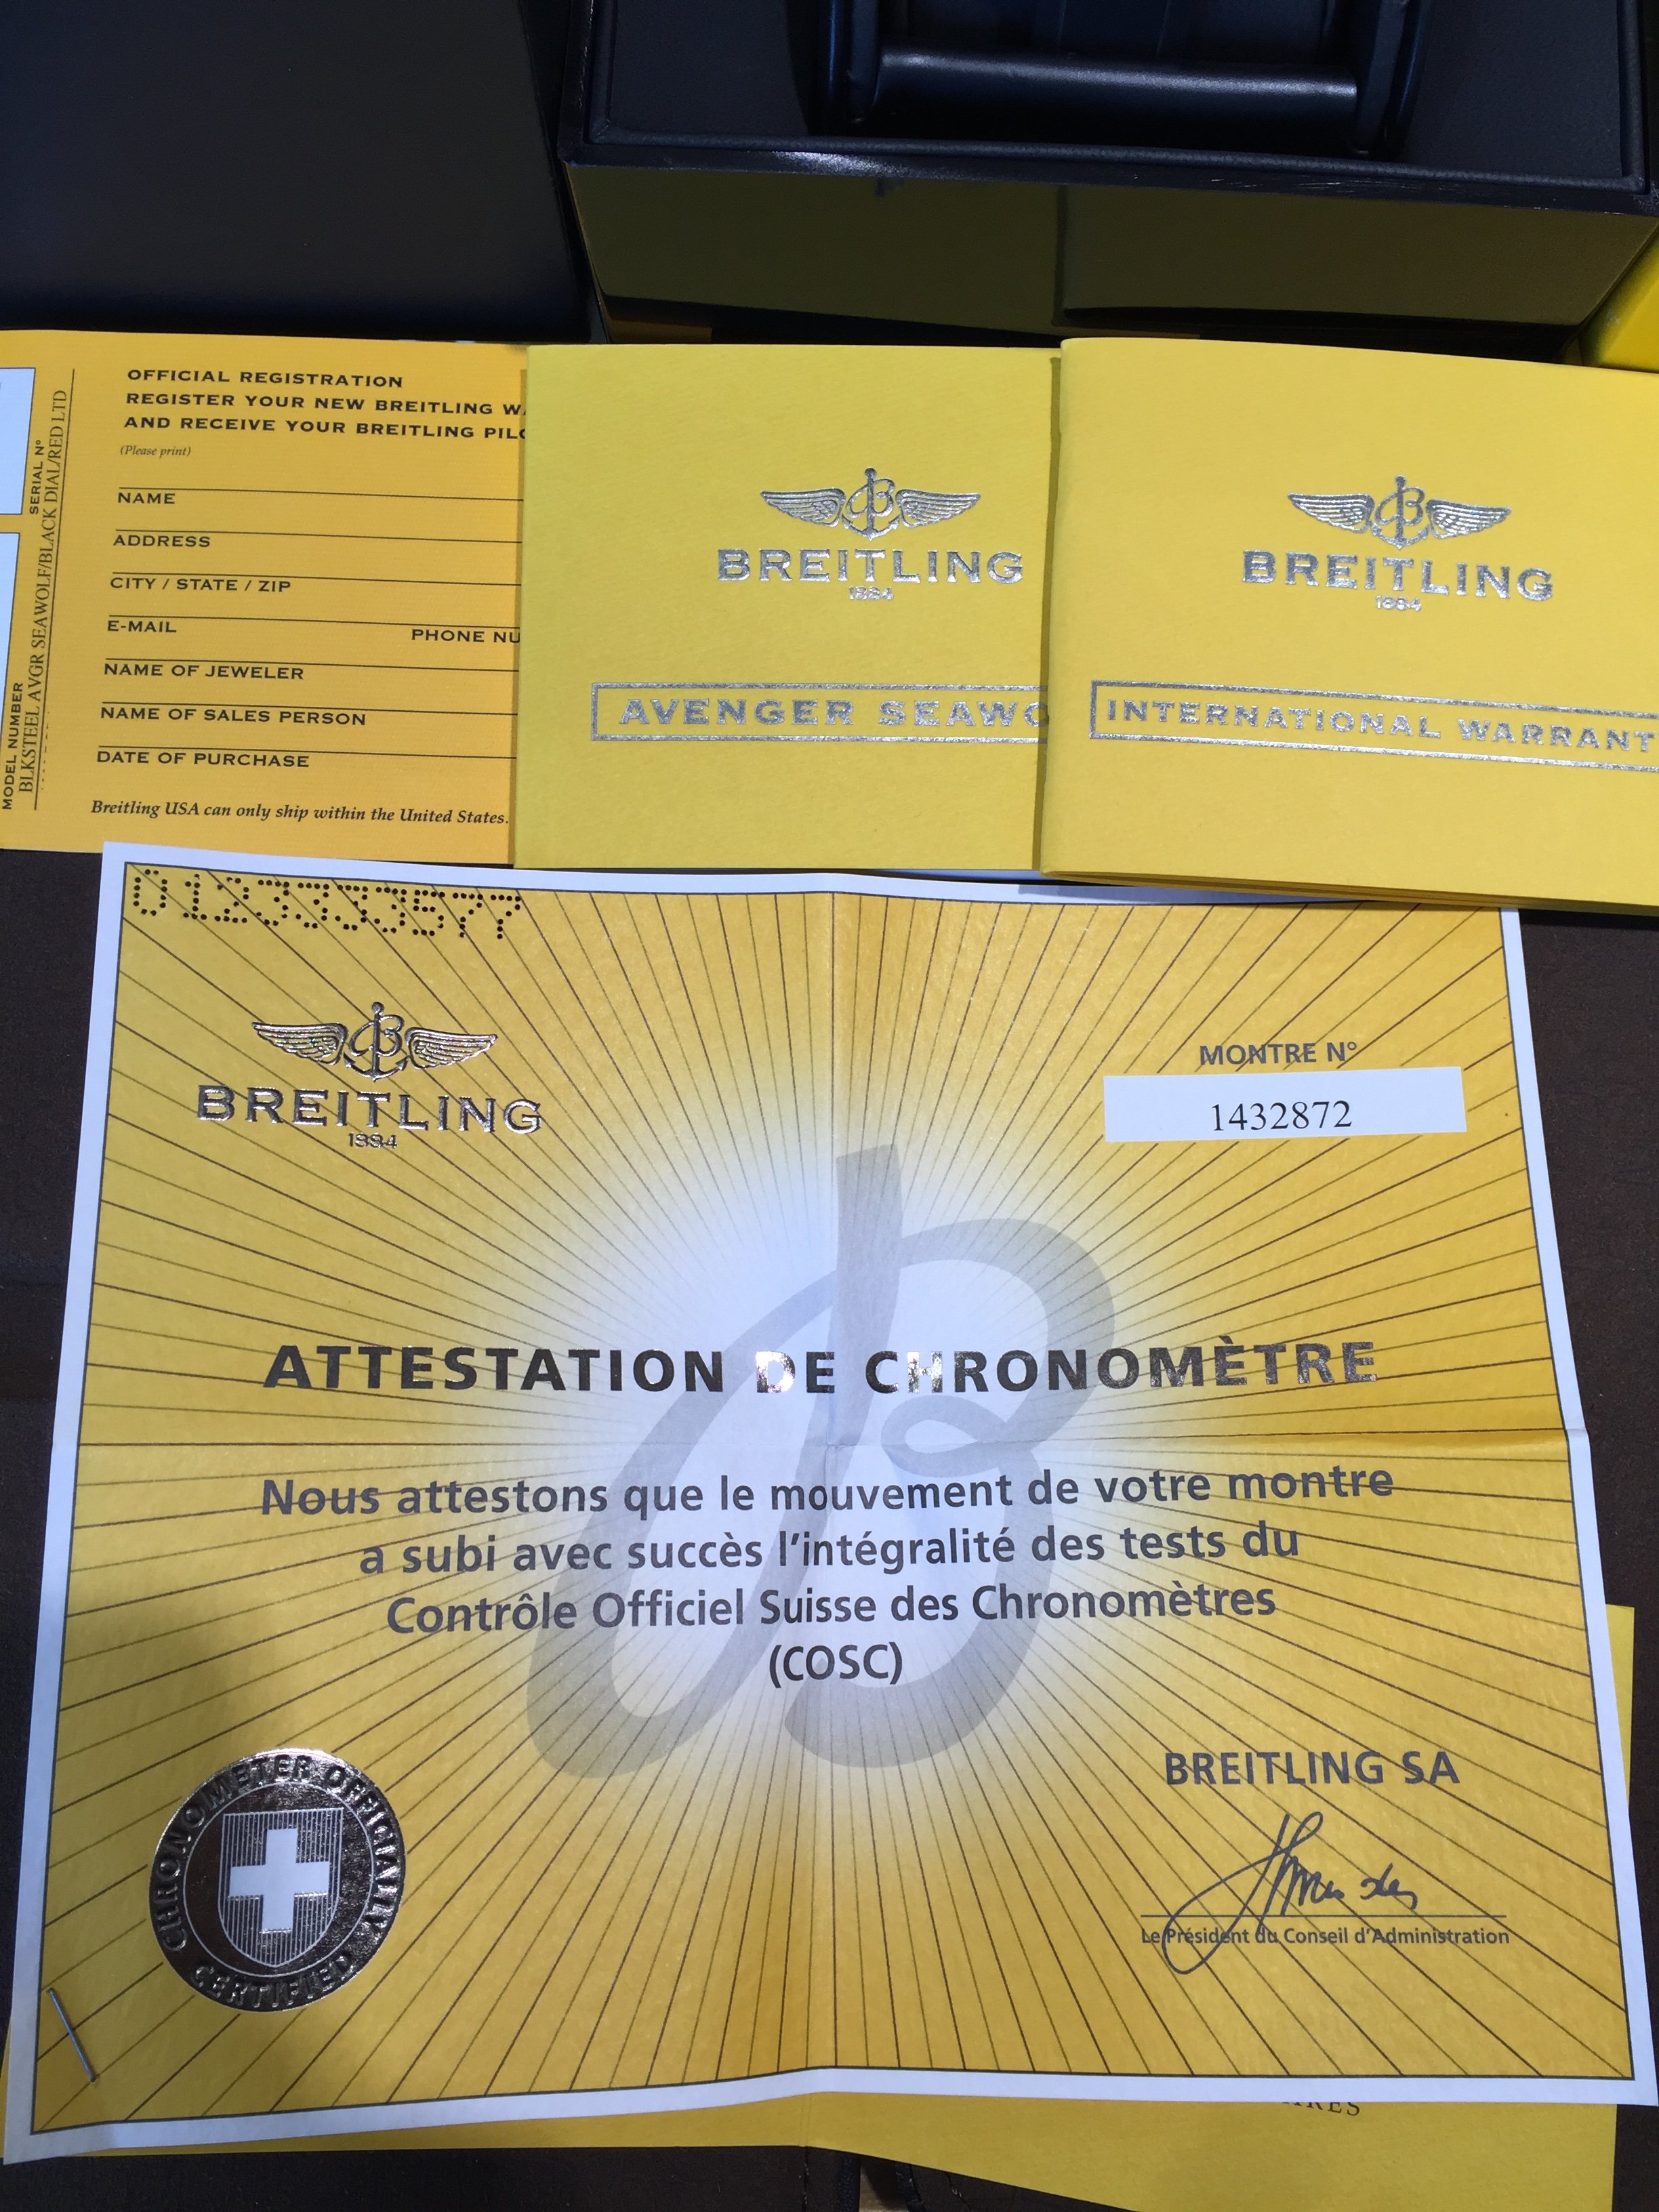 OFFICIAL REGISTRATION
REGISTER YOUR NEW BREITLING
AND RECEIVE YOUR BREITLING
(Please print)
NAME
ADDRESS
CITY / STATE / ZIP
E-MAIL PHONE
NAME OF JEWELER
NAME OF SALES PERSON
DATE OF PURCHASE
Breitling USA can only ship within the United States.
SERIAL N°
MODEL NUMBER
BLKSTEEL AVGR SEAWOLF/BLACK DIAL/RED LTD
BREITLING
1884
AVENGER
BREITLING
1884
INTERNATIONAL
BREITLING
1884
MONTRE N°
1432872
ATTESTATION DE CHRONOMÈTRE
Nous attestons que le mouvement de votre montre
a subi avec succès l'intégralité des tests du
Contrôle Officiel Suisse des Chronomètres
(COSC)
CHRONOMETER OFFICIALLY
CERTIFIED
BREITLING SA
Le Président du Conseil d'Administration